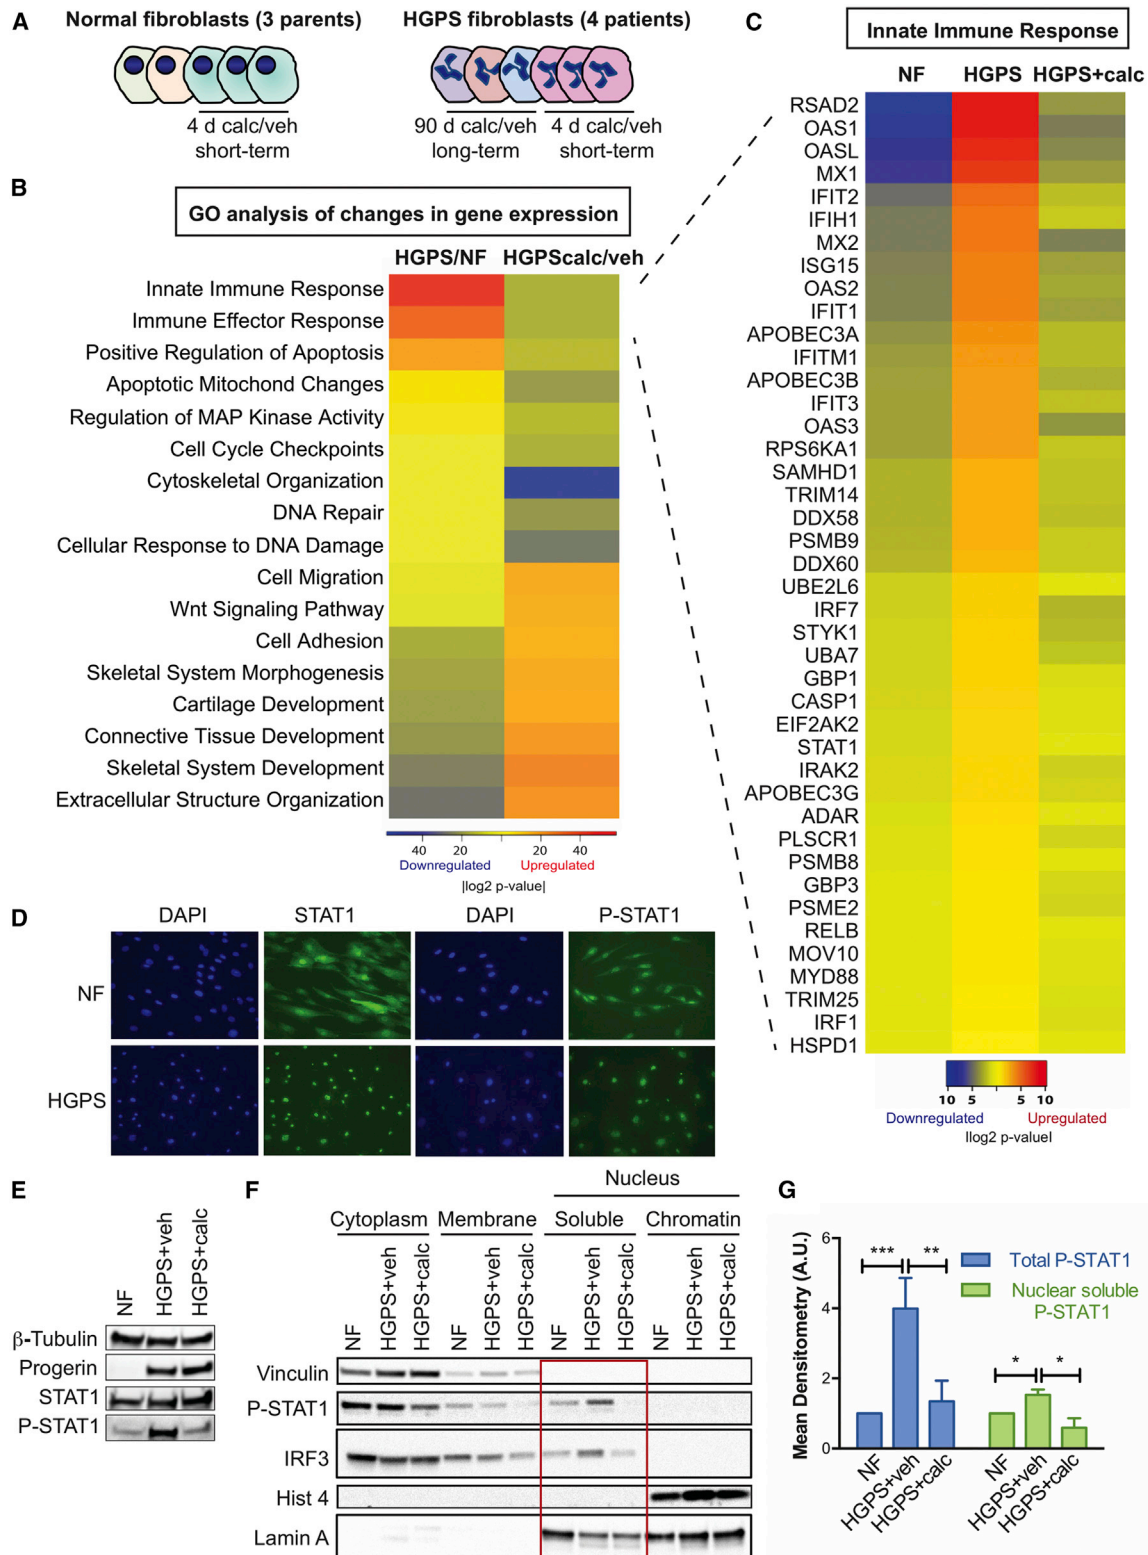 A
Normal fibroblasts (3 parents)
4 d calc/veh
short-term
HGPS fibroblasts (4 patients)
90 d calc/veh
long-term
4 d calc/veh
short-term
B
GO analysis of changes in gene expression
HGPS/NF HGPScalc/veh
Innate Immune Response
Immune Effector Response
Positive Regulation of Apoptosis
Apoptotic Mitochond Changes
Regulation of MAP Kinase Activity
Cell Cycle Checkpoints
Cytoskeletal Organization
DNA Repair
Cellular Response to DNA Damage
Cell Migration
Wnt Signaling Pathway
Cell Adhesion
Skeletal System Morphogenesis
Cartilage Development
Connective Tissue Development
Skeletal System Development
Extracellular Structure Organization
40 20 20 40
Downregulated Upregulated
|log2 p-value|
C
Innate Immune Response
NF HGPS HGPS+calc
RSAD2
OAS1
OASL
MX1
IFIT2
IFIH1
MX2
ISG15
OAS2
IFIT1
APOBEC3A
IFITM1
APOBEC3B
IFIT3
OAS3
RPS6KA1
SAMHD1
TRIM14
DDX58
PSMB9
DDX60
UBE2L6
IRF7
STYK1
UBA7
GBP1
CASP1
EIF2AK2
STAT1
IRAK2
APOBEC3G
ADAR
PLSCR1
PSMB8
GBP3
PSME2
RELB
MOV10
MYD88
TRIM25
IRF1
HSPD1
10 5 5 10
Downregulated Upregulated
|log2 p-value|
D
DAPI STAT1 DAPI P-STAT1
NF
HGPS
E
NF
HGPS+veh
HGPS+calc
β-Tubulin
Progerin
STAT1
P-STAT1
F
Nucleus
Cytoplasm Membrane Soluble Chromatin
NF HGPS+veh HGPS+calc NF HGPS+veh HGPS+calc NF HGPS+veh HGPS+calc NF HGPS+veh HGPS+calc
Vinculin
P-STAT1
IRF3
Hist 4
Lamin A
G
Mean Densitometry (A.U.)
6
4
2
0
*** **
* *
Total P-STAT1
Nuclear soluble
P-STAT1
NF
HGPS+veh
HGPS+calc
NF
HGPS+veh
HGPS+calc